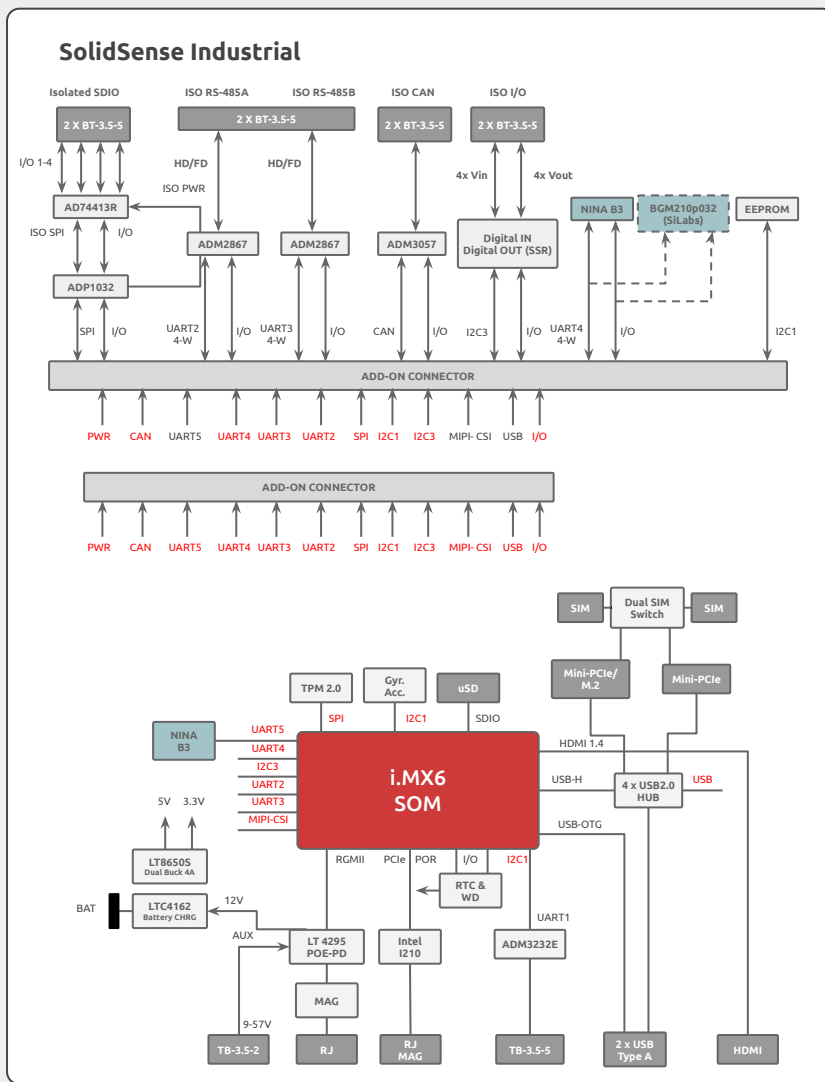 SolidSense Industrial
Isolated SDIO
ISO RS-485A
ISO RS-485B
ISO CAN
ISO I/O
2 X BT-3.5-5
2 X BT-3.5-5
2 X BT-3.5-5
2 X BT-3.5-5
I/O 1-4
HD/FD
HD/FD
4x Vin
4x Vout
ISO PWR
AD74413R
NINA B3
BGM210p032
(SiLabs)
EEPROM
ISO SPI
I/O
ADM2867
ADM2867
ADM3057
Digital IN
Digital OUT (SSR)
ADP1032
SPI
I/O
UART2
4-W
I/O
UART3
4-W
I/O
CAN
I/O
I2C3
I/O
UART4
4-W
I/O
I2C1
ADD-ON CONNECTOR
PWR
CAN
UART5
UART4
UART3
UART2
SPI
I2C1
I2C3
MIPI- CSI
USB
I/O
ADD-ON CONNECTOR
PWR
CAN
UART5
UART4
UART3
UART2
SPI
I2C1
I2C3
MIPI- CSI
USB
I/O
SIM
Dual SIM
Switch
SIM
Mini-PCIe/
M.2
Mini-PCIe
TPM 2.0
Gyr.
Acc.
uSD
SPI
I2C1
SDIO
NINA
B3
UART5
UART4
I2C3
UART2
UART3
MIPI-CSI
i.MX6
SOM
HDMI 1.4
USB-H
4 x USB2.0
HUB
USB
USB-OTG
5V
3.3V
LT8650S
Dual Buck 4A
RGMII
PCIe
POR
I/O
I2C1
RTC &
WD
BAT
LTC4162
Battery CHRG
12V
UART1
AUX
LT 4295
POE-PD
Intel
I210
ADM3232E
MAG
9-57V
TB-3.5-2
RJ
RJ
MAG
TB-3.5-5
2 x USB
Type A
HDMI